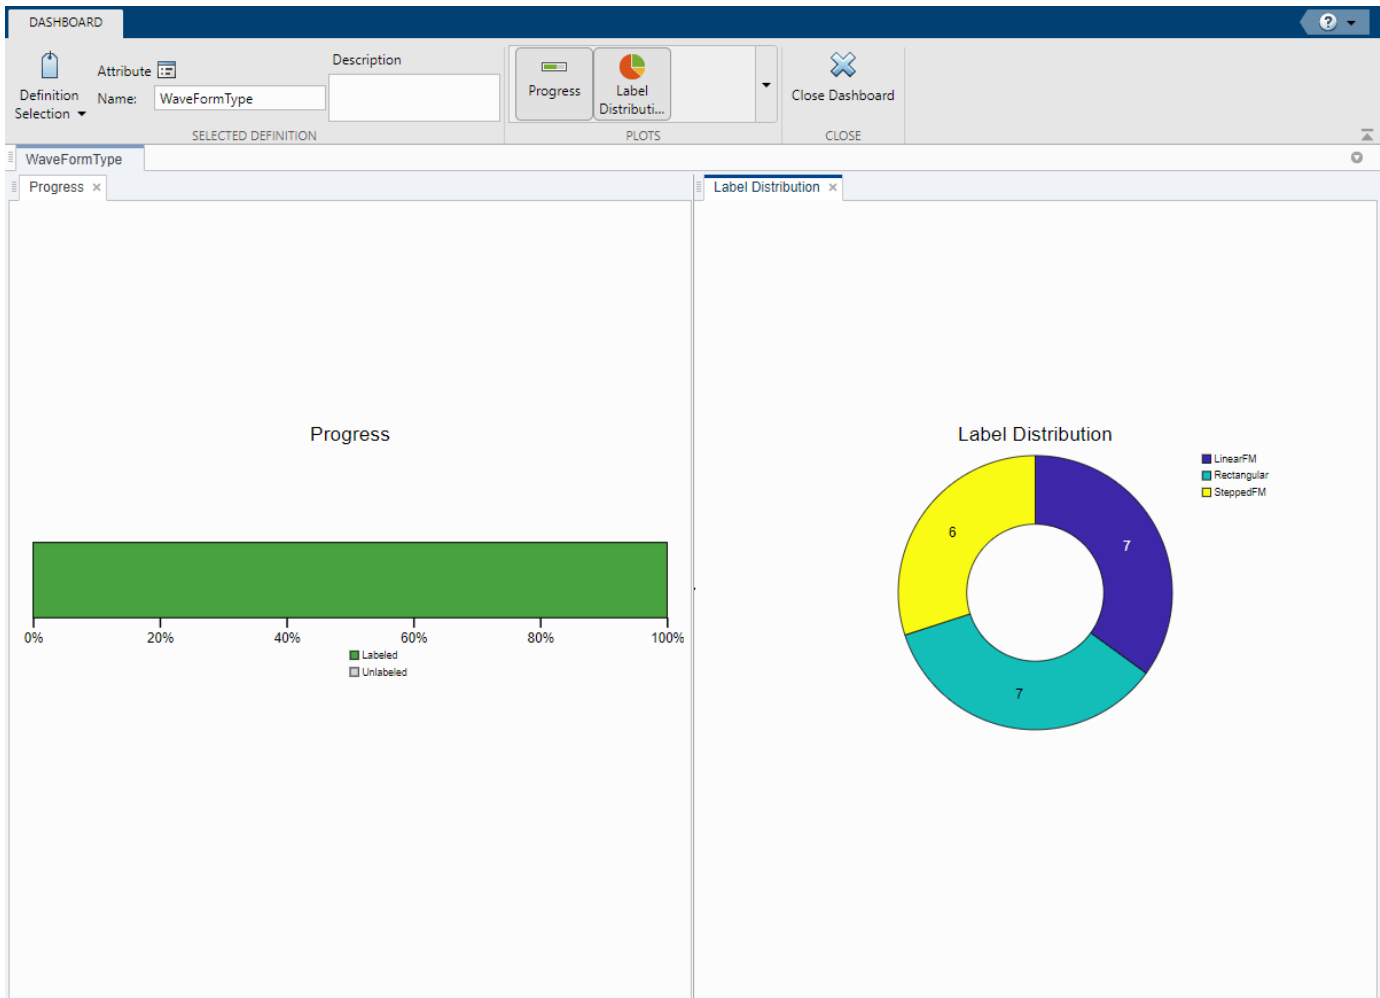 DASHBOARD
?
Definition
Selection
Attribute
Name:
WaveFormType
Description
SELECTED DEFINITION
Progress
Label
Distributi...
PLOTS
Close Dashboard
CLOSE
WaveFormType
Progress ×
Label Distribution ×
Progress
0% 20% 40% 60% 80% 100%
Labeled
Unlabeled
Label Distribution
LinearFM
Rectangular
SteppedFM
6
7
7